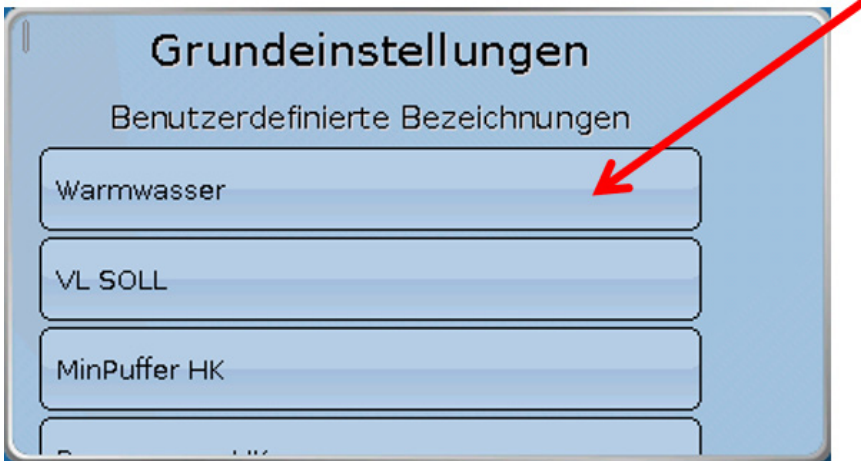 Grundeinstellungen
Benutzerdefinierte Bezeichnungen
Warmwasser
VL SOLL
MinPuffer HK